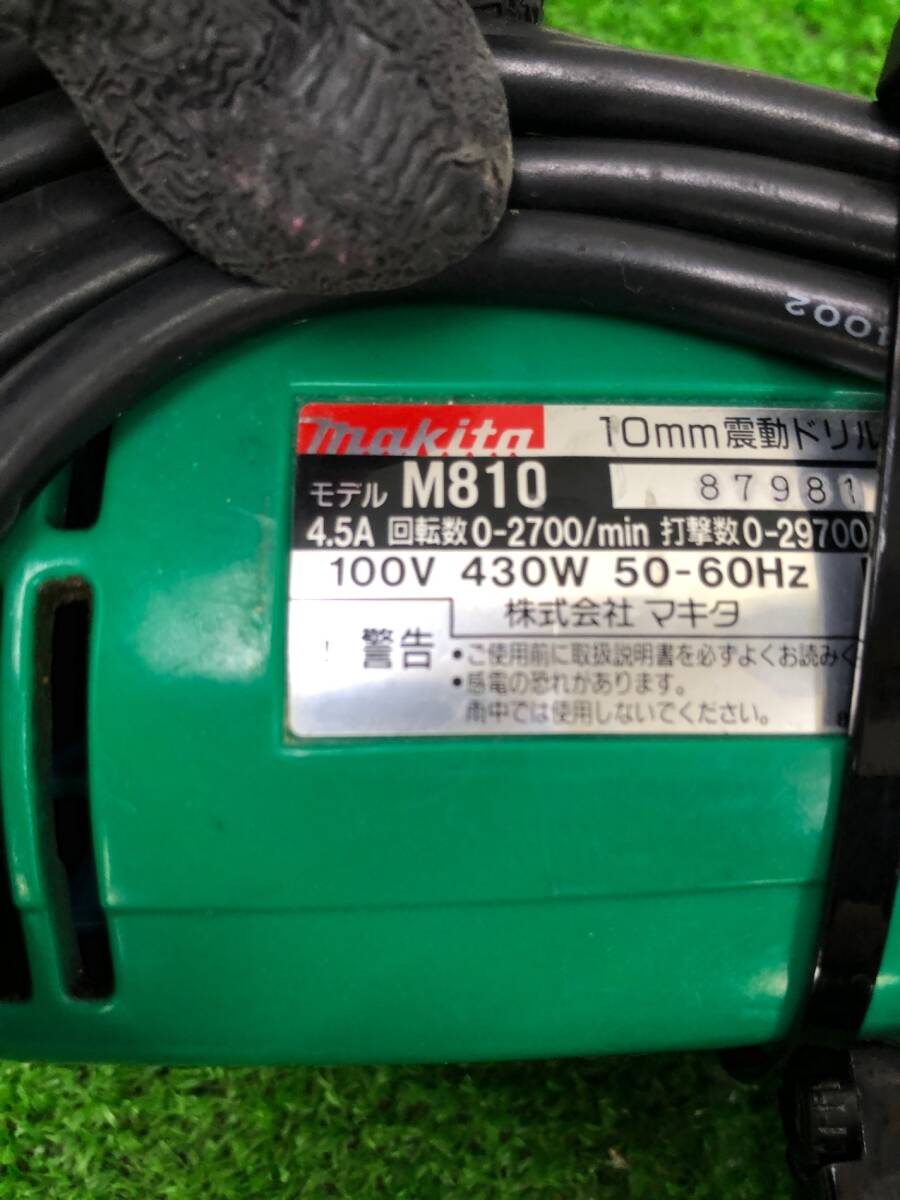 1002
makita 10mm震動ドリル
モデル M810 87981
4.5A 回転数0-2700/min 打撃数0-29700
100V 430W 50-60Hz
株式会社 マキタ
! 警告 •ご使用前に取扱説明書を必ずよくお読みく
•感電の恐れがあります。
雨中では使用しないでください。